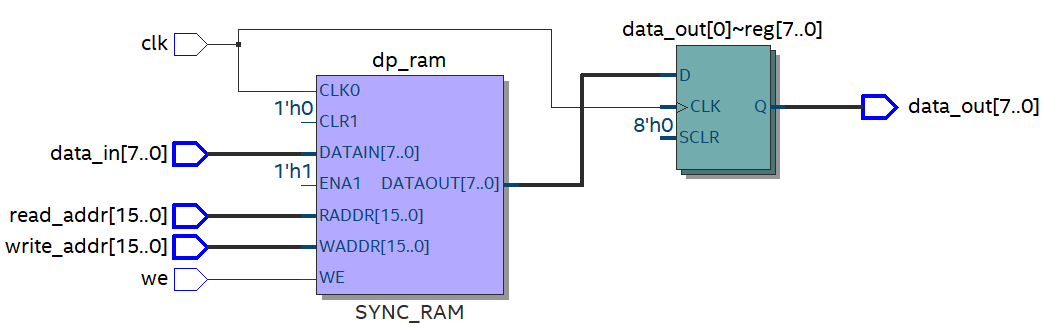 clk
dp_ram
data_out[0]~reg[7..0]
CLK0
1'h0
CLR1
data_in[7..0]
DATAIN[7..0]
1'h1
ENA1
DATAOUT[7..0]
read_addr[15..0]
RADDR[15..0]
write_addr[15..0]
WADDR[15..0]
we
WE
SYNC_RAM
D
CLK
Q
8'h0
SCLR
data_out[7..0]